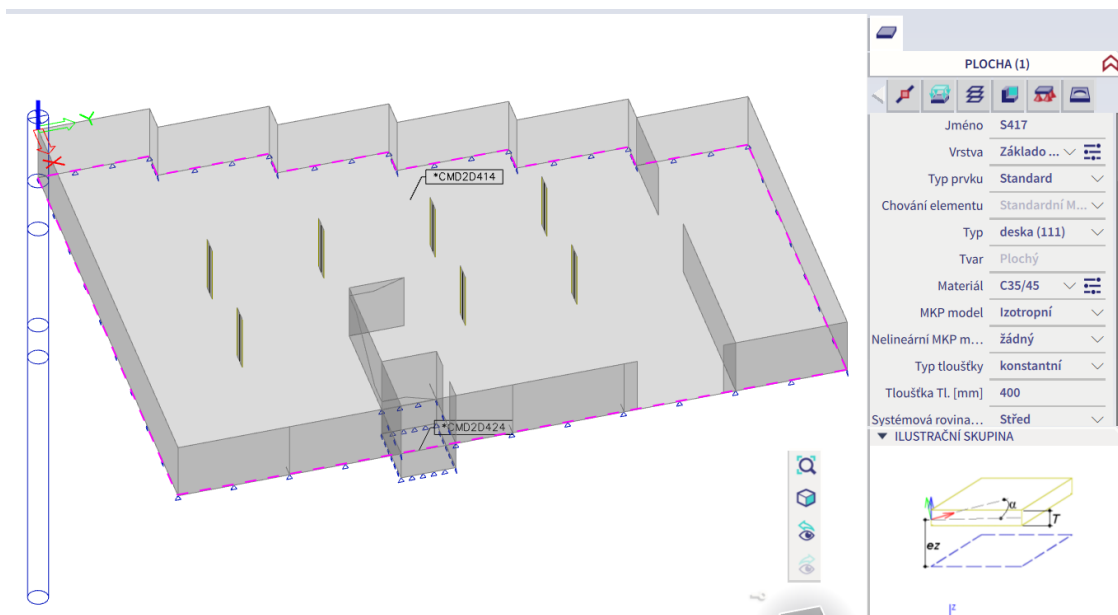 PLOCHA (1)
Jméno S417
Vrstva Základo ...
Typ prvku Standard
Chování elementu Standardní M...
Typ deska (111)
Tvar Plochý
Materiál C35/45
MKP model Izotropní
Nelineární MKP m... žádný
Typ tloušťky konstantní
Tloušťka Tl. [mm] 400
Systémová rovina... Střed
ILUSTRAČNÍ SKUPINA
α
T
ez
z
Y
X
*CMD2D414
*CMD2D424